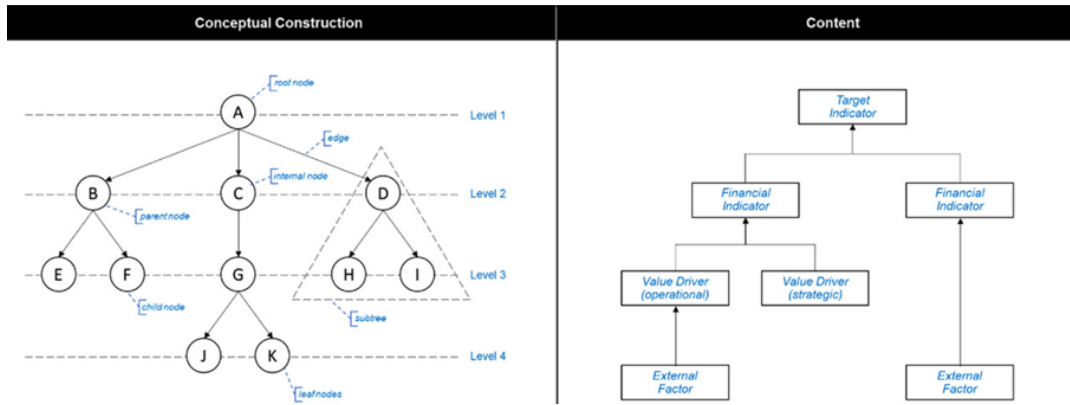 Conceptual Construction
Content
root node
A
Level 1
edge
B
C
internal node
D
Level 2
parent node
E
F
G
H
I
Level 3
child node
subtree
J
K
Level 4
leaf nodes
Target
Indicator
Financial
Indicator
Financial
Indicator
Value Driver
(operational)
Value Driver
(strategic)
External
Factor
External
Factor